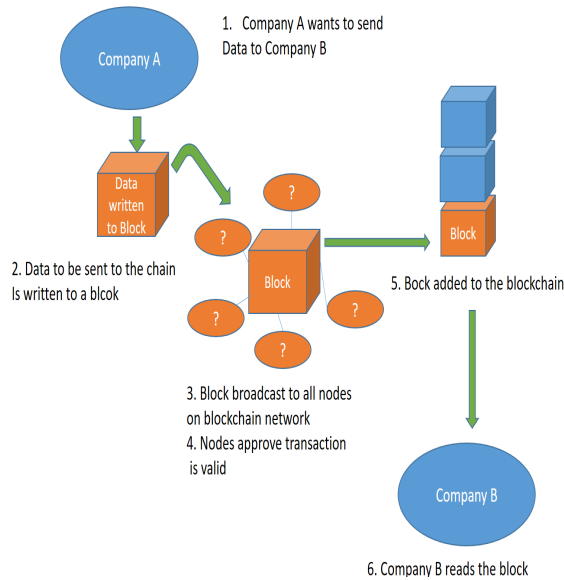 Company A
1. Company A wants to send
Data to Company B
Data
written
to Block
2. Data to be sent to the chain
Is written to a blcok
?
?
?
?
?
Block
3. Block broadcast to all nodes
on blockchain network
4. Nodes approve transaction
is valid
Block
5. Bock added to the blockchain
Company B
6. Company B reads the block